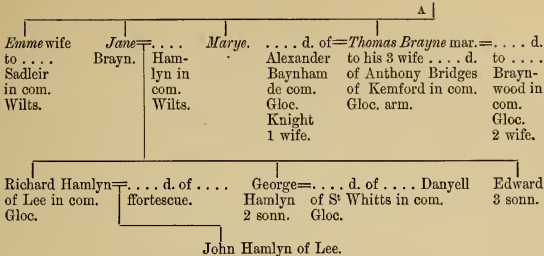 A
Emme wife to .... Sadleir in com. Wilts.
Jane=.... Brayn. Hamlyn in com. Wilts.
Marye.
.... d. of=Thomas Brayne mar.=.... d.
Alexander to his 3 wife .... d. to ....
Baynham of Anthony Bridges Brayn-
de com. of Kemford in com. wood in
Gloc. Gloc. arm. com.
Knight Gloc.
1 wife. 2 wife.
Richard Hamlyn=.... d. of .... George=.... d. of .... Danyell Edward
of Lee in com. ffortescue. Hamlyn of St Whitts in com. 3 sonn.
Gloc. 2 sonn. Gloc.
John Hamlyn of Lee.